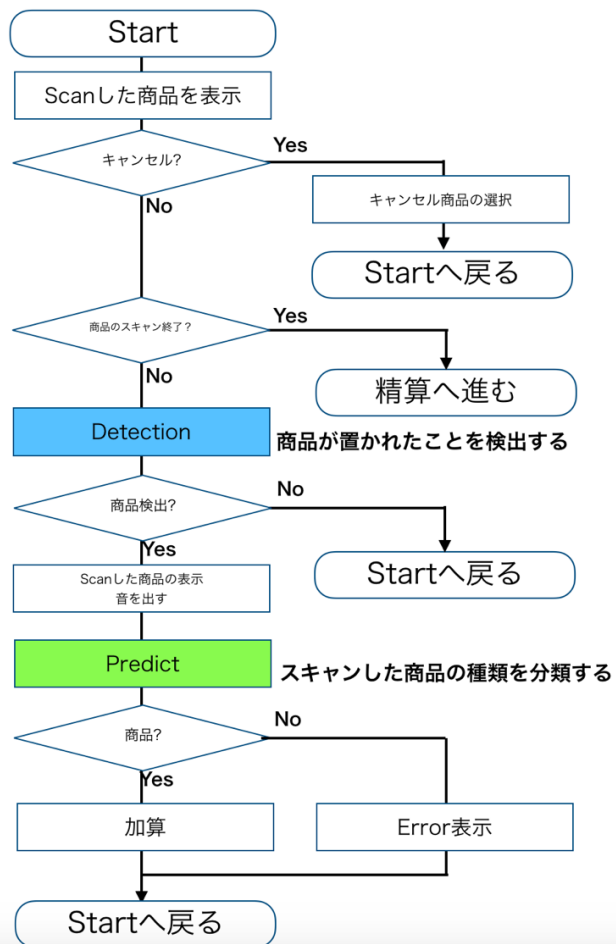 Start
Scanした商品を表示
キャンセル?
Yes
No
キャンセル商品の選択
Startへ戻る
商品のスキャン終了？
Yes
No
精算へ進む
Detection
商品が置かれたことを検出する
商品検出?
No
Yes
Startへ戻る
Scanした商品の表示
音を出す
Predict
スキャンした商品の種類を分類する
商品?
No
Yes
加算
Error表示
Startへ戻る